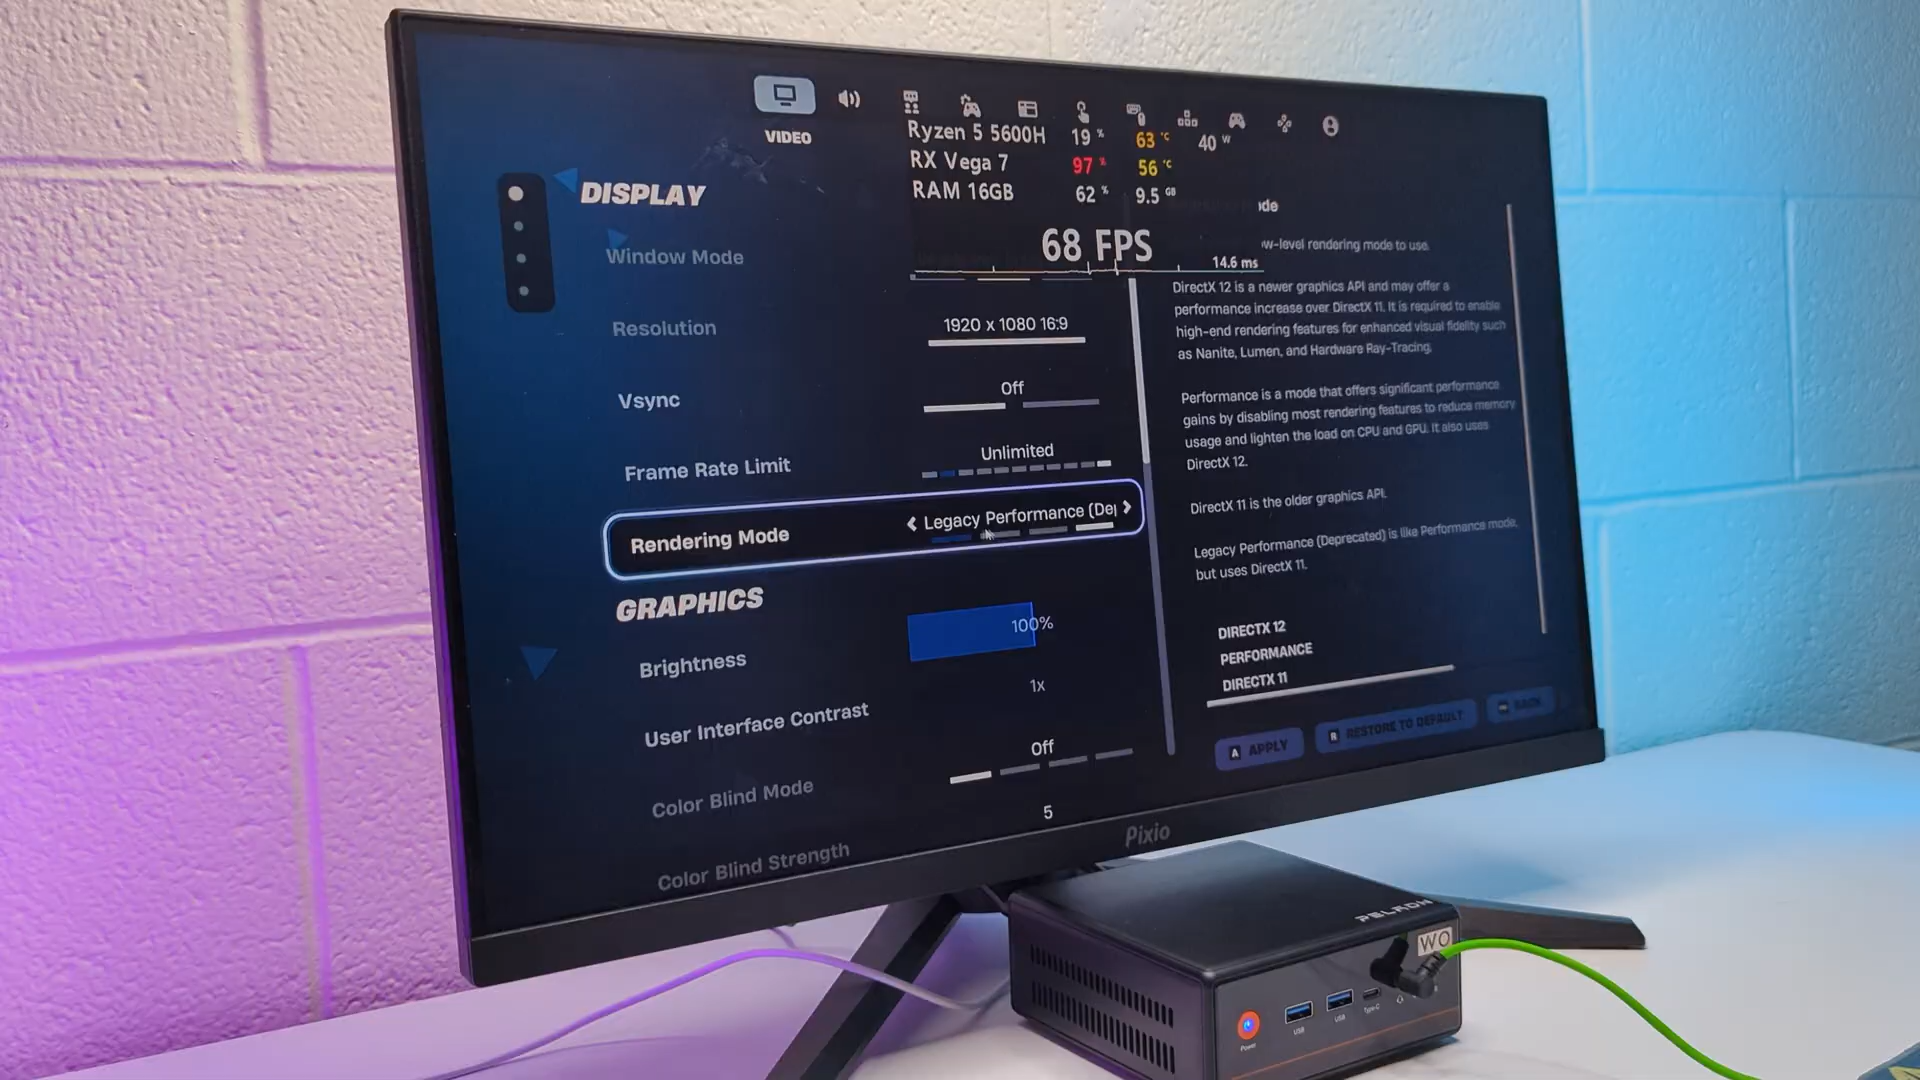 VIDEO
Ryzen 5 5600H 19 % 63 °C 40 W
RX Vega 7 97 % 56 °C
RAM 16GB 62 % 9.5 GB
68 FPS
14.6 ms
DISPLAY
Window Mode
Resolution
1920 x 1080 16:9
Vsync
Off
Frame Rate Limit
Unlimited
Rendering Mode
Legacy Performance (Dep
GRAPHICS
Brightness
100%
User Interface Contrast
1x
Color Blind Mode
Off
Color Blind Strength
5
de
w-level rendering mode to use.
DirectX 12 is a newer graphics API and may offer a
performance increase over DirectX 11. It is required to enable
high-end rendering features for enhanced visual fidelity such
as Nanite, Lumen, and Hardware Ray-Tracing.
Performance is a mode that offers significant performance
gains by disabling most rendering features to reduce memory
usage and lighten the load on CPU and GPU. It also uses
DirectX 12.
DirectX 11 is the older graphics API.
Legacy Performance (Deprecated) is like Performance mode,
but uses DirectX 11.
DIRECTX 12
PERFORMANCE
DIRECTX 11
A APPLY
R RESTORE TO DEFAULT
BACK
Pixio
PELADN
WO
Power
USB
USB
Type-C